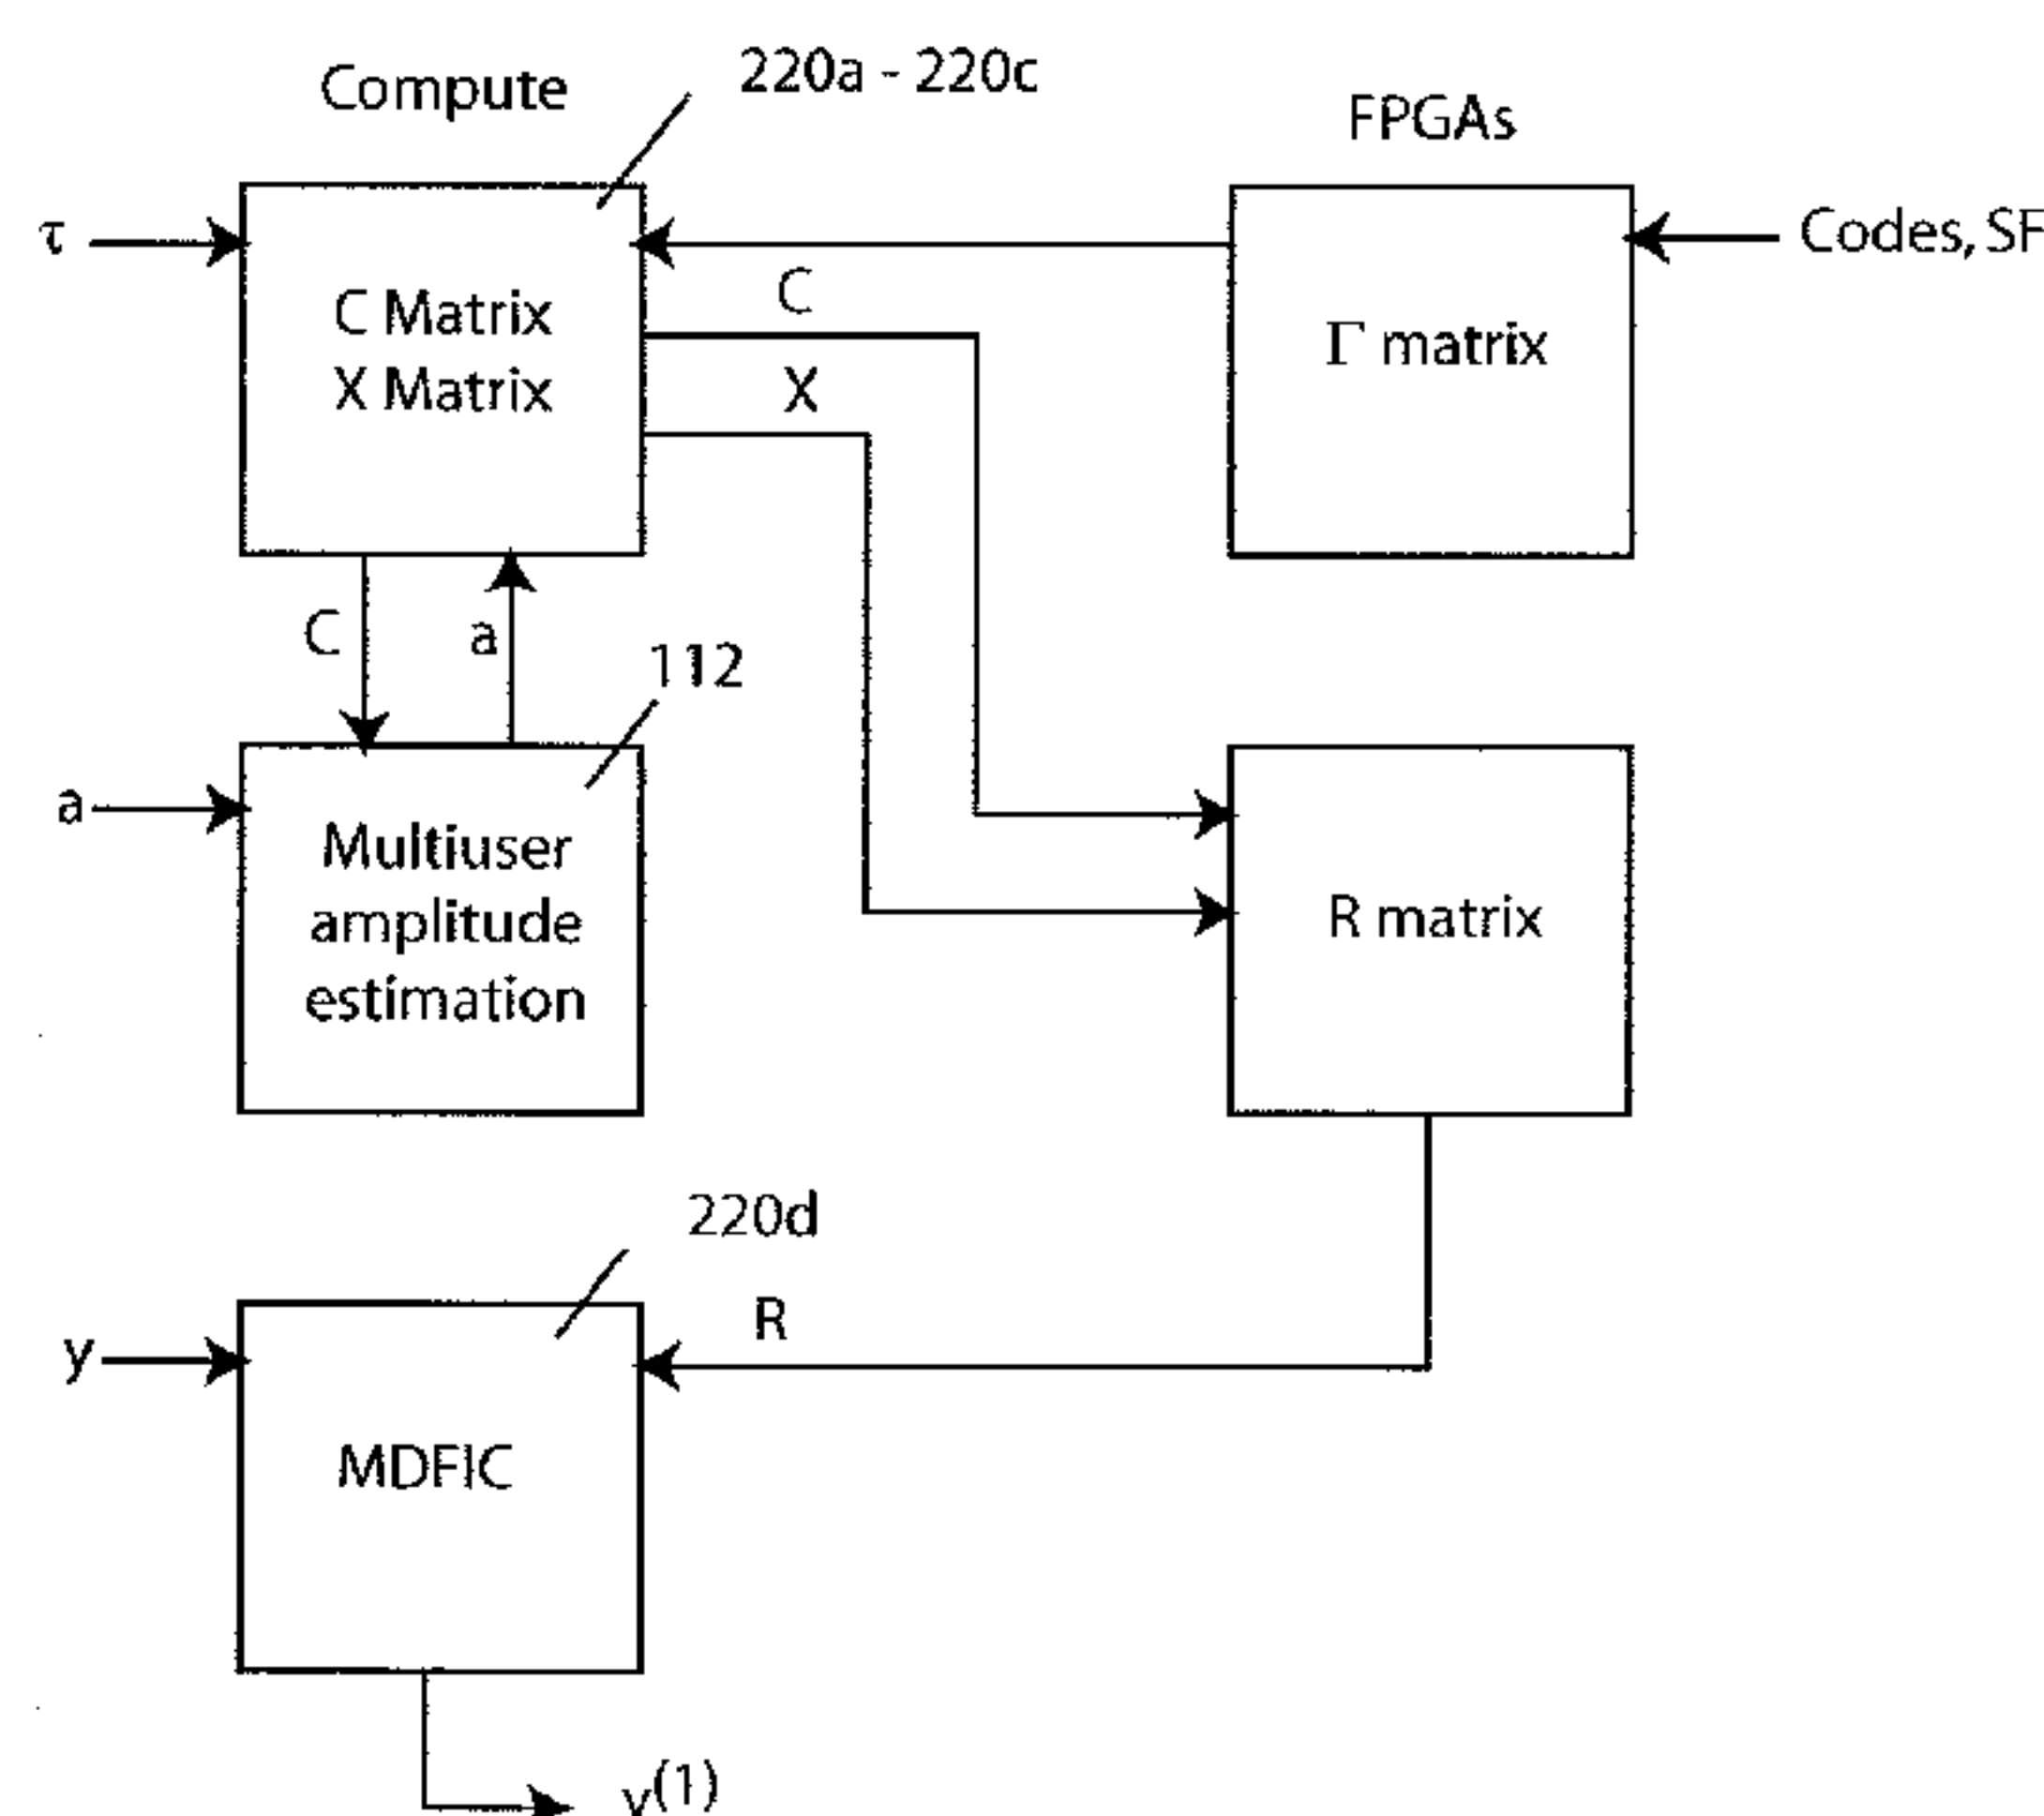 Compute
220a - 220c
FPGAs
τ
Codes, SF
C Matrix
X Matrix
C
X
Γ matrix
C
a
112
a
Multiuser
amplitude
estimation
R matrix
220d
y
R
MDFIC
y(1)